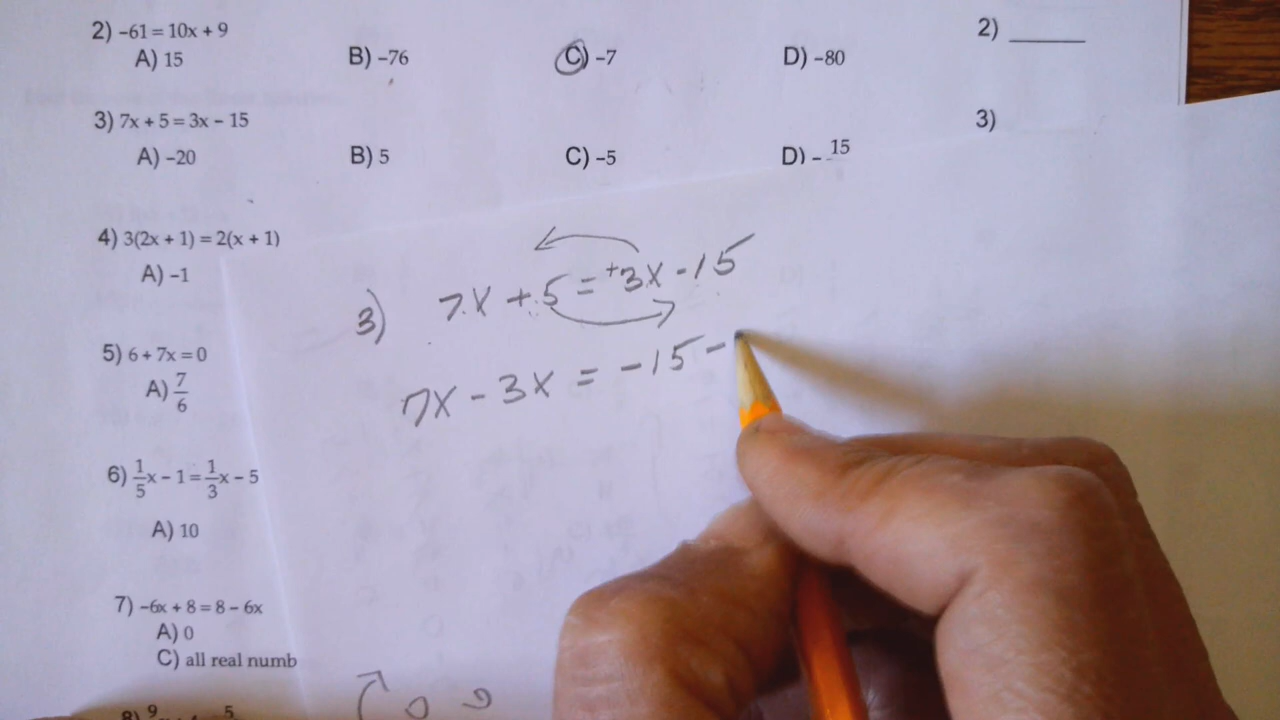 2) -61 = 10x + 9
A) 15 B) -76 C) -7 D) -80 2) ______
3) 7x + 5 = 3x - 15 3)
A) -20 B) 5 C) -5 D) - 15
4) 3(2x + 1) = 2(x + 1)
A) -1
3) 7x + 5 = +3x - 15
7x - 3x = -15 -
5) 6 + 7x = 0
A) 7/6
6) 1/5x - 1 = 1/3x - 5
A) 10
7) -6x + 8 = 8 - 6x
A) 0
C) all real numb